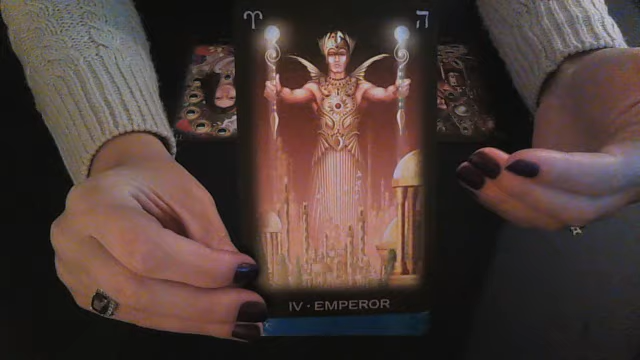 ♈ ה
IV · EMPEROR